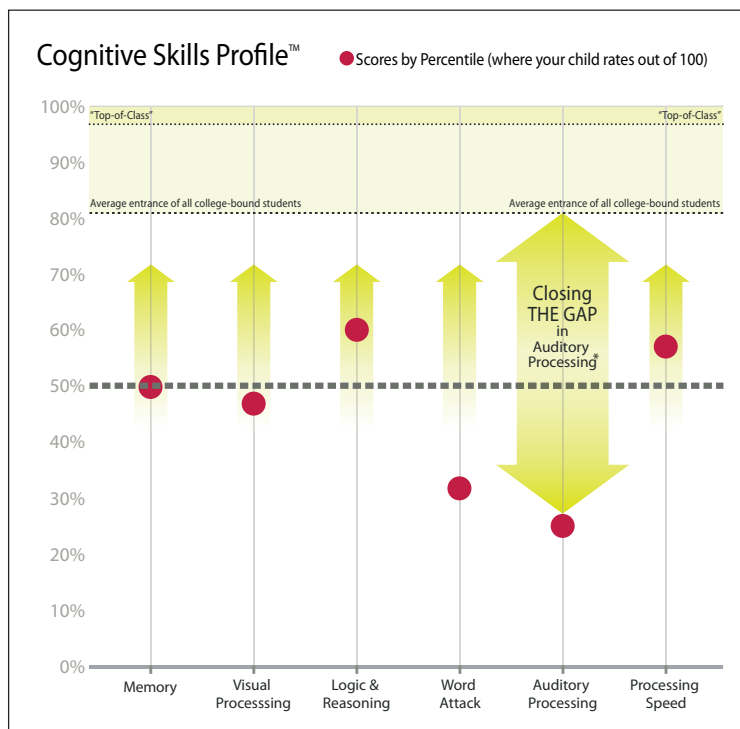 Cognitive Skills Profile™
Scores by Percentile (where your child rates out of 100)
100%
"Top-of-Class"
"Top-of-Class"
90%
Average entrance of all college-bound students
Average entrance of all college-bound students
80%
70%
Closing
THE GAP
in
Auditory
Processing*
60%
50%
40%
30%
20%
10%
0%
Memory
Visual
Processsing
Logic &
Reasoning
Word
Attack
Auditory
Processing
Processing
Speed